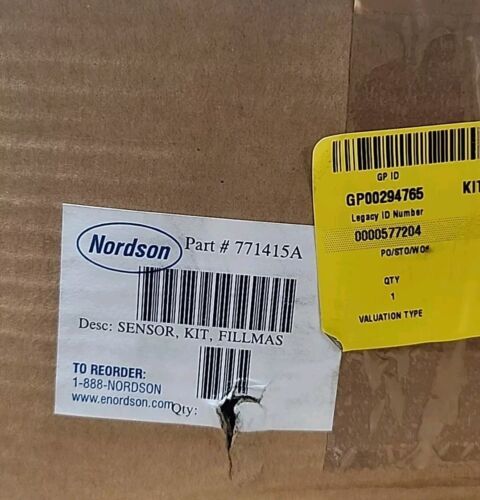 Nordson
Part # 771415A
Desc: SENSOR, KIT, FILLMAS
TO REORDER:
1-888-NORDSON
www.enordson.com
Qty:
GP ID
GP00294765
KIT
Legacy ID Number
0000577204
PO/STO/WO#
QTY
1
VALUATION TYPE